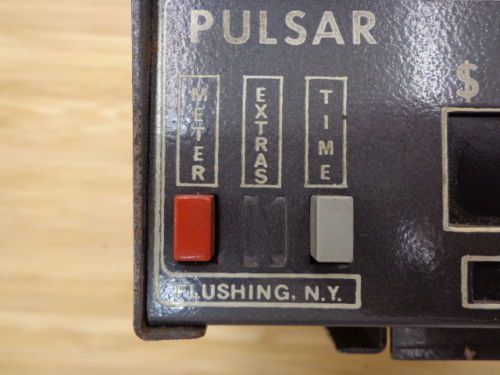 PULSAR
METER
EXTRAS
TIME
$
FLUSHING, N.Y.